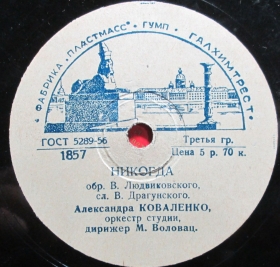 "ФАБРИКА ПЛАСТМАСС" • ГУМП • ГАЛХИМТРЕСТ •
ГОСТ 5289-56 Третья гр.
1857 Цена 5 р. 70 к.
НИКОГДА
обр. В. Людвиковского,
сл. В. Драгунского
Александра КОВАЛЕНКО,
оркестр студии,
дирижер М. Воловац.